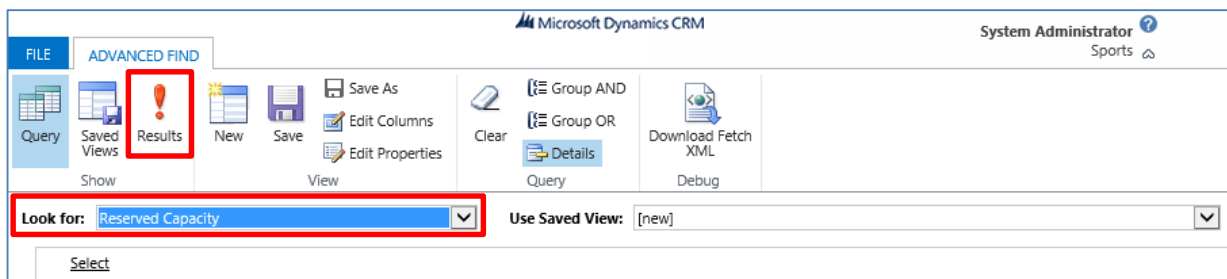 Microsoft Dynamics CRM
System Administrator
Sports
FILE
ADVANCED FIND
Query
Saved
Views
Results
New
Save
Save As
Edit Columns
Edit Properties
Clear
Group AND
Group OR
Details
Download Fetch
XML
Show
View
Query
Debug
Look for: Reserved Capacity
Use Saved View: [new]
Select